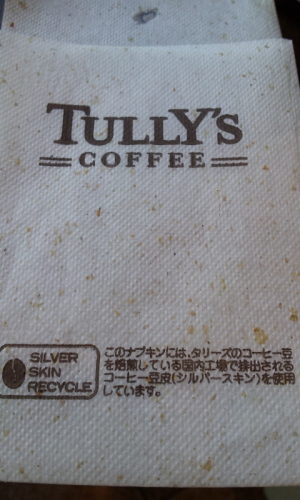 TULLY'S
COFFEE
SILVER
SKIN
RECYCLE
このナプキンには、タリーズのコーヒー豆
を焙煎している国内工場で排出される
コーヒー豆皮(シルバースキン)を使用
しています。